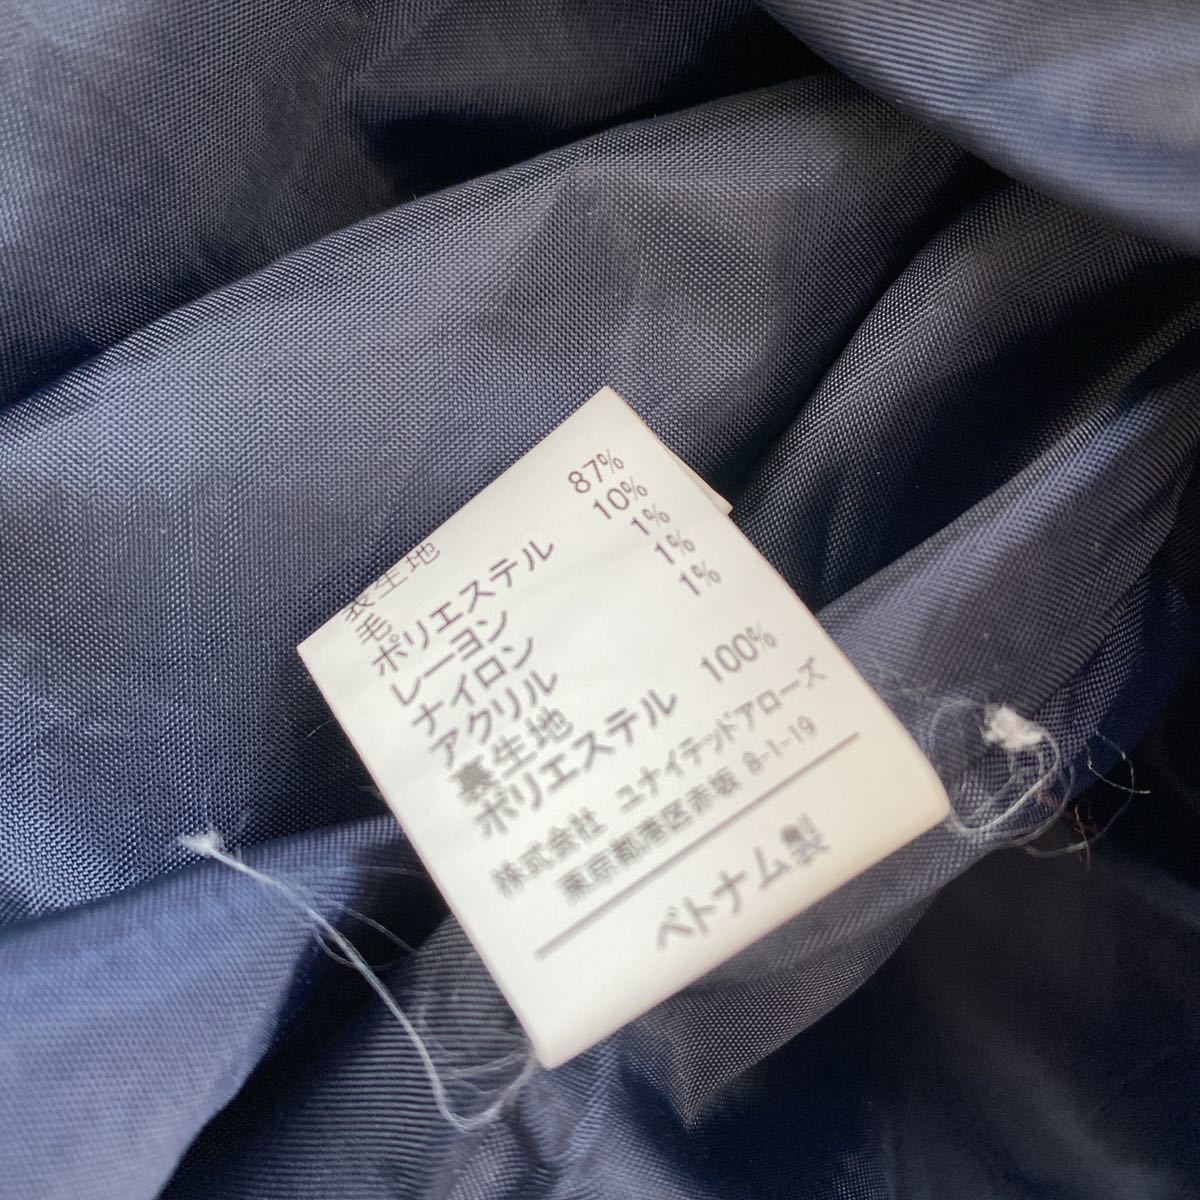 表生地
毛 87%
ポリエステル 10%
レーヨン 1%
ナイロン 1%
アクリル 1%
裏生地
ポリエステル 100%
株式会社 ユナイテッドアローズ
東京都港区赤坂 8-1-19
ベトナム製